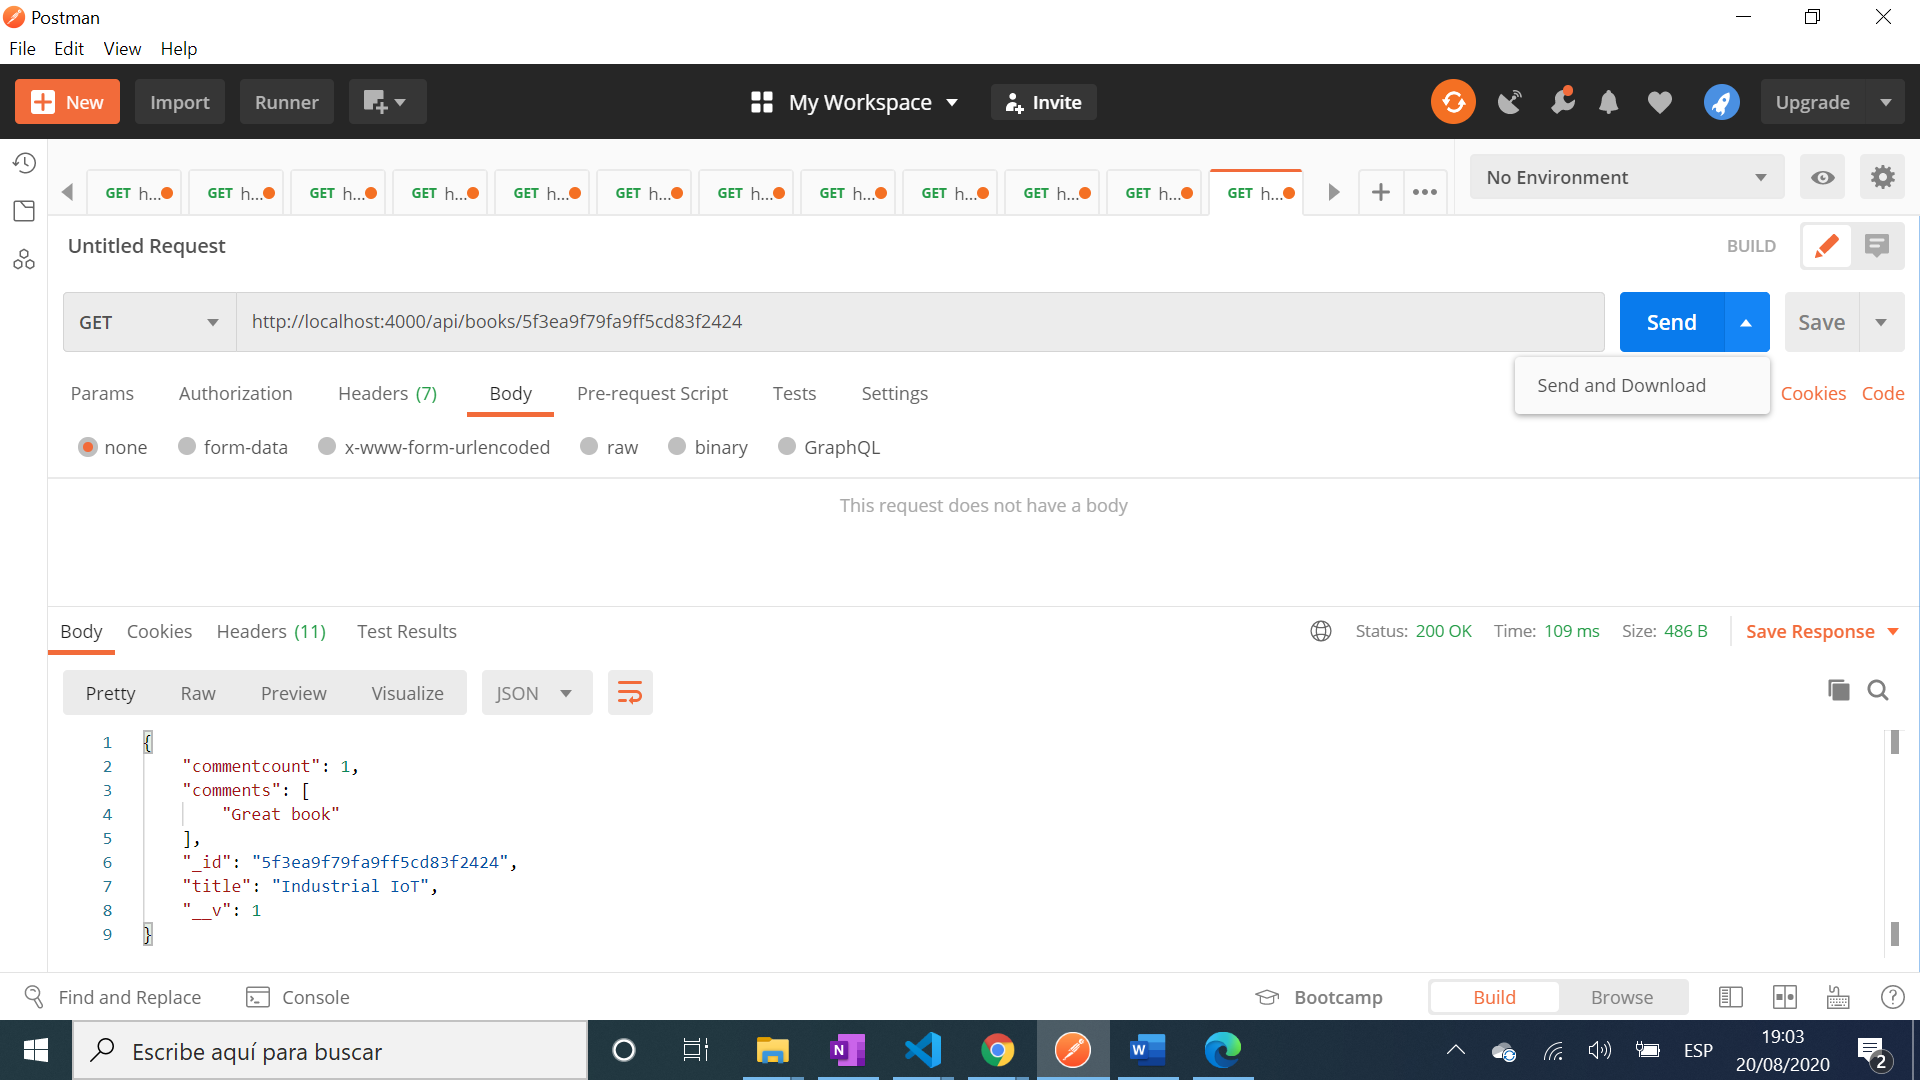 Postman
File Edit View Help
New Import Runner My Workspace Invite Upgrade
GET h... GET h... GET h... GET h... GET h... GET h... GET h... GET h... GET h... GET h... GET h... GET h... No Environment
Untitled Request BUILD
GET http://localhost:4000/api/books/5f3ea9f79fa9ff5cd83f2424 Send Save
Send and Download
Params Authorization Headers (7) Body Pre-request Script Tests Settings Cookies Code
none form-data x-www-form-urlencoded raw binary GraphQL
This request does not have a body
Body Cookies Headers (11) Test Results Status: 200 OK Time: 109 ms Size: 486 B Save Response
Pretty Raw Preview Visualize JSON
1 {
2 "commentcount": 1,
3 "comments": [
4 "Great book"
5 ],
6 "_id": "5f3ea9f79fa9ff5cd83f2424",
7 "title": "Industrial IoT",
8 "__v": 1
9 }
Find and Replace Console Bootcamp Build Browse
Escribe aquí para buscar ESP 19:03
20/08/2020 2